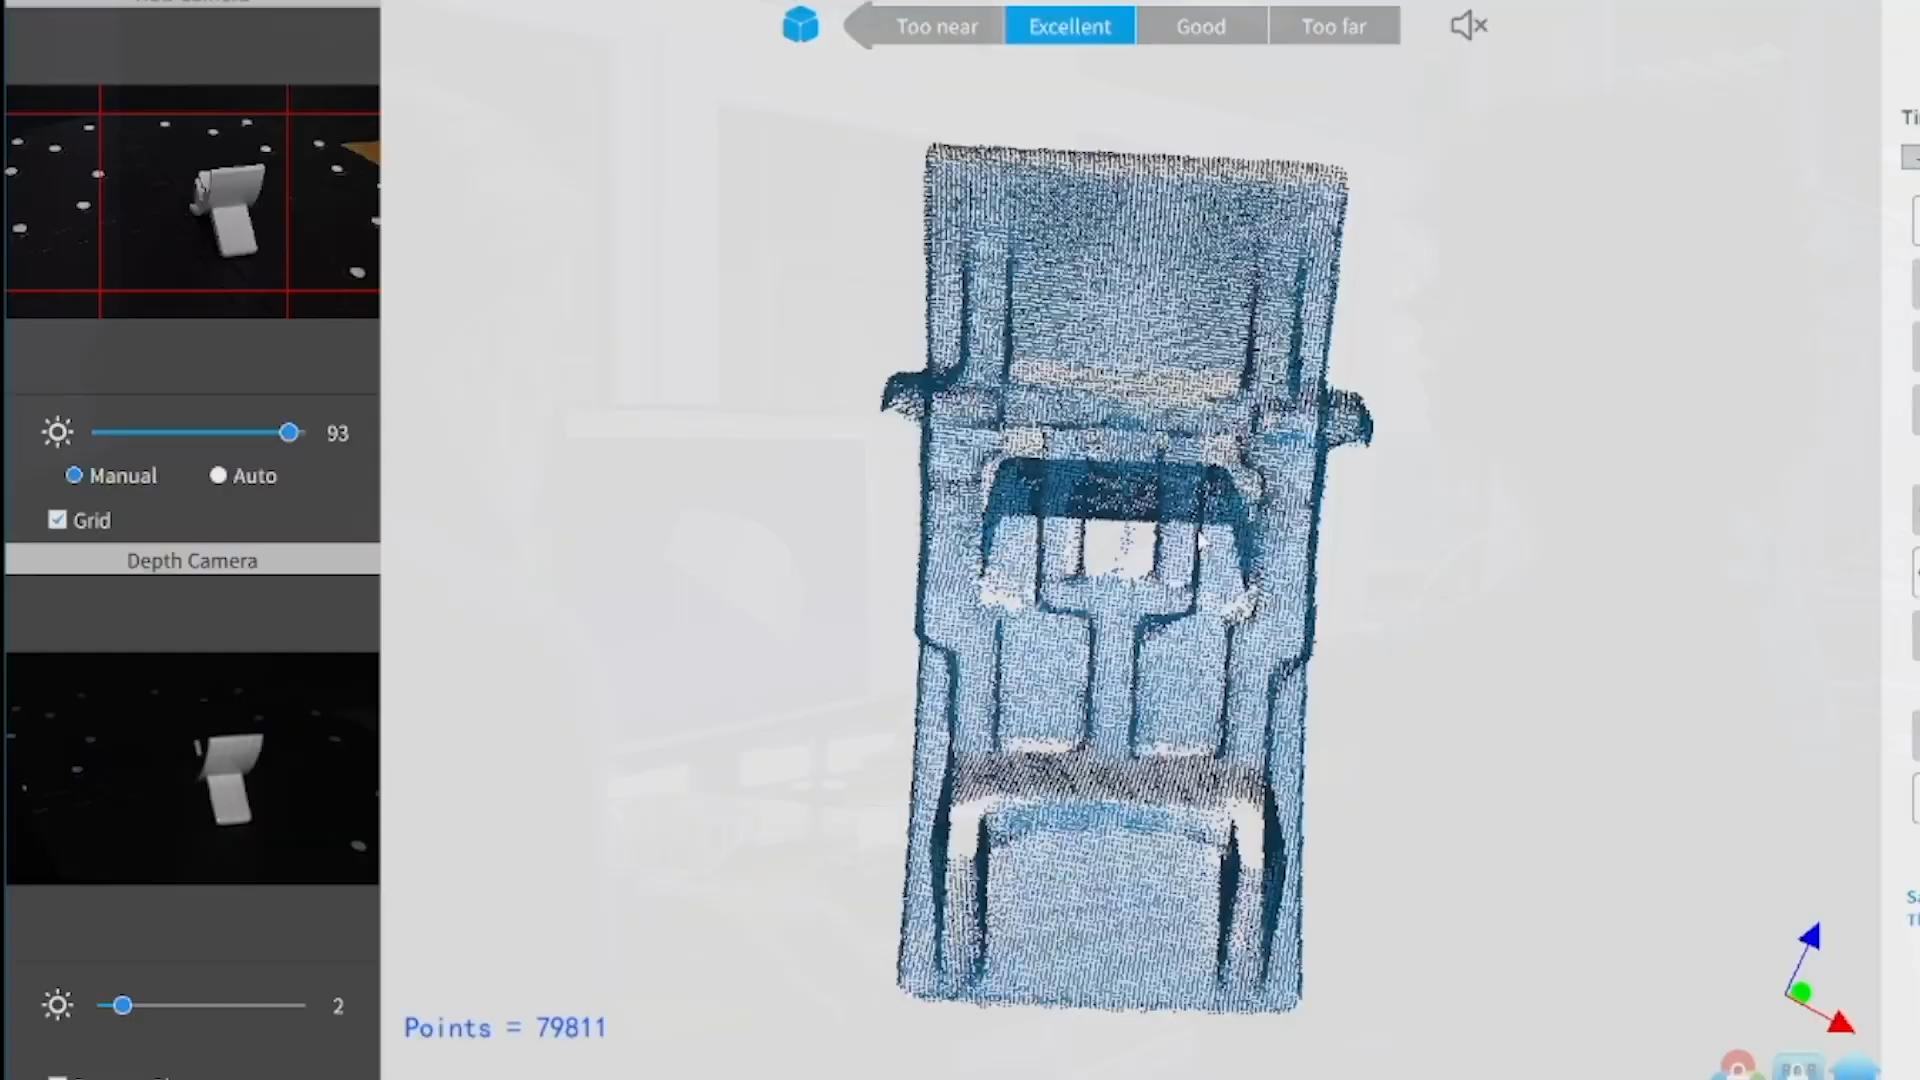 Too near
Excellent
Good
Too far
93
Manual
Auto
Grid
Depth Camera
2
Points = 79811